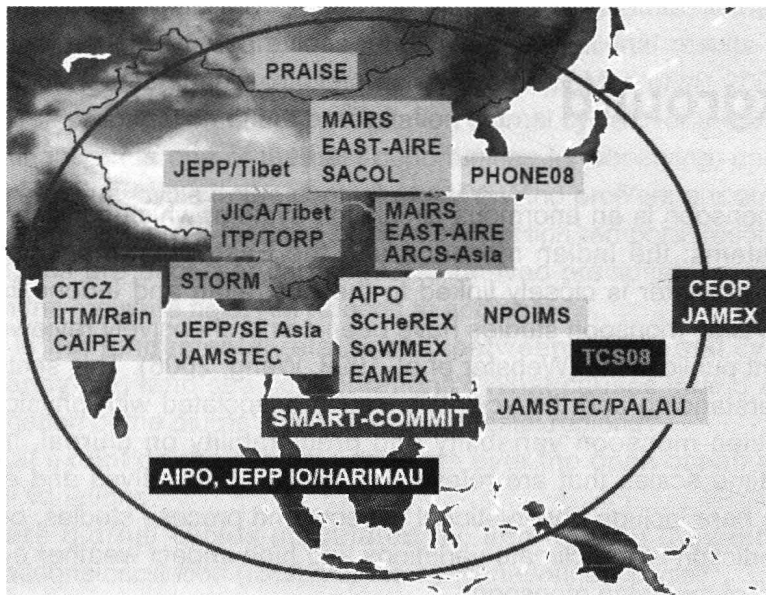 PRAISE
MAIRS
EAST-AIRE
SACOL
JEPP/Tibet
PHONE08
JICA/Tibet
ITP/TORP
MAIRS
EAST-AIRE
ARCS-Asia
STORM
CTCZ
IITM/Rain
CAIPEX
JEPP/SE Asia
JAMSTEC
AIPO
SCHeREX
SoWMEX
EAMEX
NPOIMS
CEOP
JAMEX
TCS08
JAMSTEC/PALAU
SMART-COMMIT
AIPO, JEPP IO/HARIMAU